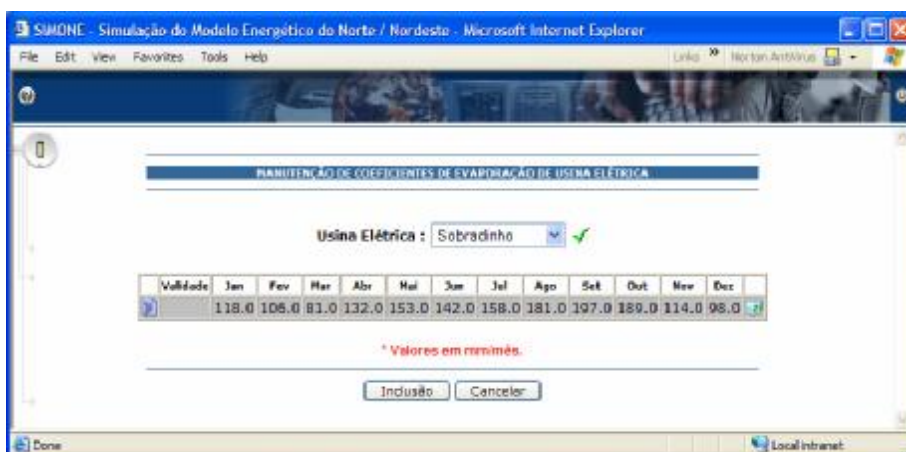 SIMONE - Simulação do Modelo Energético do Norte / Nordeste - Microsoft Internet Explorer
File Edit View Favorites Tools Help Links » Norton AntiVirus
MANUTENÇÃO DE COEFICIENTES DE EVAPORAÇÃO DE USINA ELÉTRICA
Usina Elétrica : Sobradinho
Validade Jan Fev Mar Abr Mai Jun Jul Ago Set Out Nov Dez
118.0 106.0 81.0 132.0 153.0 142.0 158.0 181.0 197.0 189.0 114.0 98.0
* Valores em mm/mês.
Inclusão Cancelar
Done Local intranet